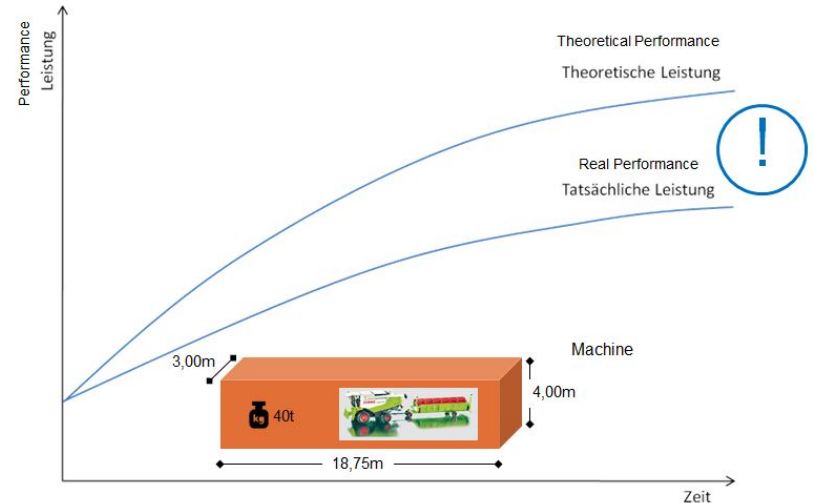 Performance
Leistung
Theoretical Performance
Theoretische Leistung
!
Real Performance
Tatsächliche Leistung
Machine
3,00m
4,00m
kg
40t
18,75m
Zeit